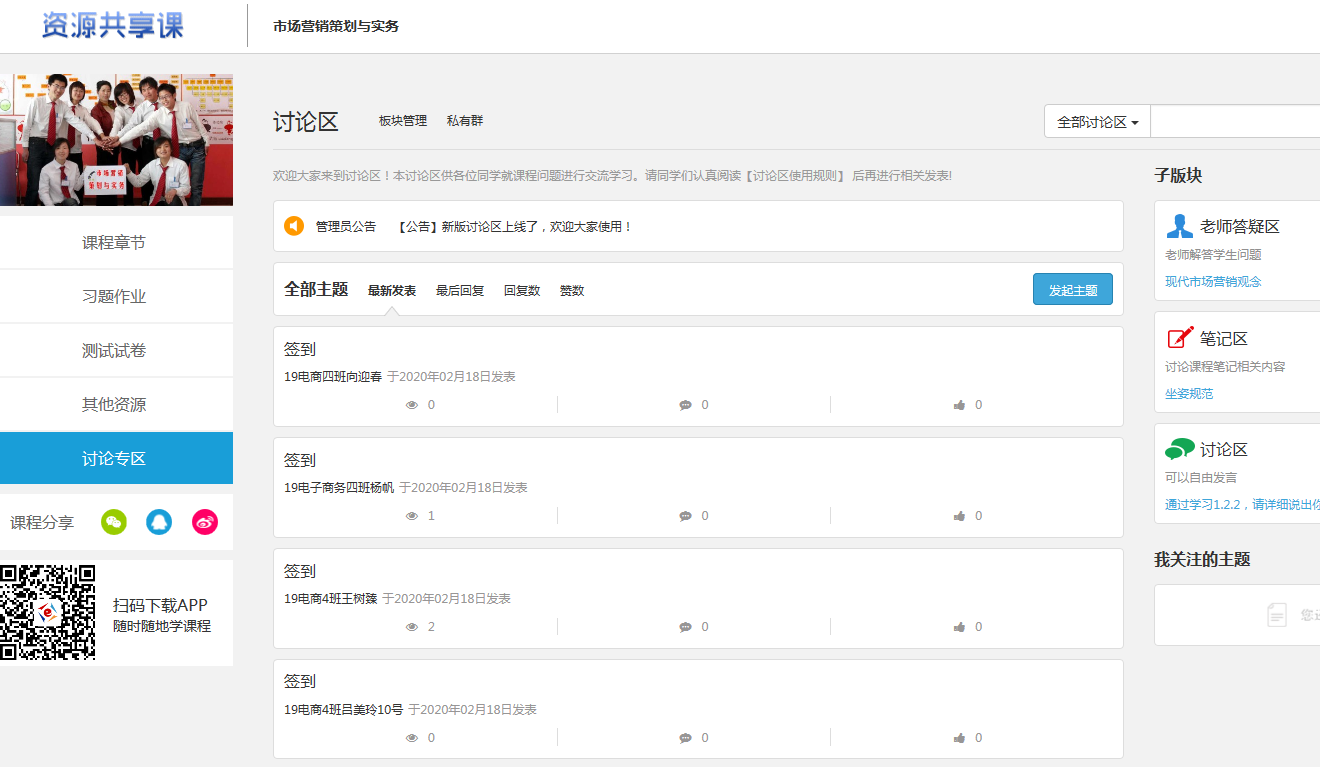 资源共享课
市场营销策划与实务
市场营销
策划与实务
课程章节
习题作业
测试试卷
其他资源
讨论专区
课程分享
扫码下载APP
随时随地学课程
讨论区 板块管理 私有群
全部讨论区
欢迎大家来到讨论区！本讨论区供各位同学就课程问题进行交流学习。请同学们认真阅读【讨论区使用规则】 后再进行相关发表!
管理员公告 【公告】新版讨论区上线了，欢迎大家使用！
全部主题 最新发表 最后回复 回复数 赞数 发起主题
签到
19电商四班向迎春 于2020年02月18日发表
0 0 0
签到
19电子商务四班杨帆 于2020年02月18日发表
1 0 0
签到
19电商4班王树臻 于2020年02月18日发表
2 0 0
签到
19电商4班吕美玲10号 于2020年02月18日发表
0 0 0
子版块
老师答疑区
老师解答学生问题
现代市场营销观念
笔记区
讨论课程笔记相关内容
坐姿规范
讨论区
可以自由发言
通过学习1.2.2，请详细说出你
我关注的主题
您还